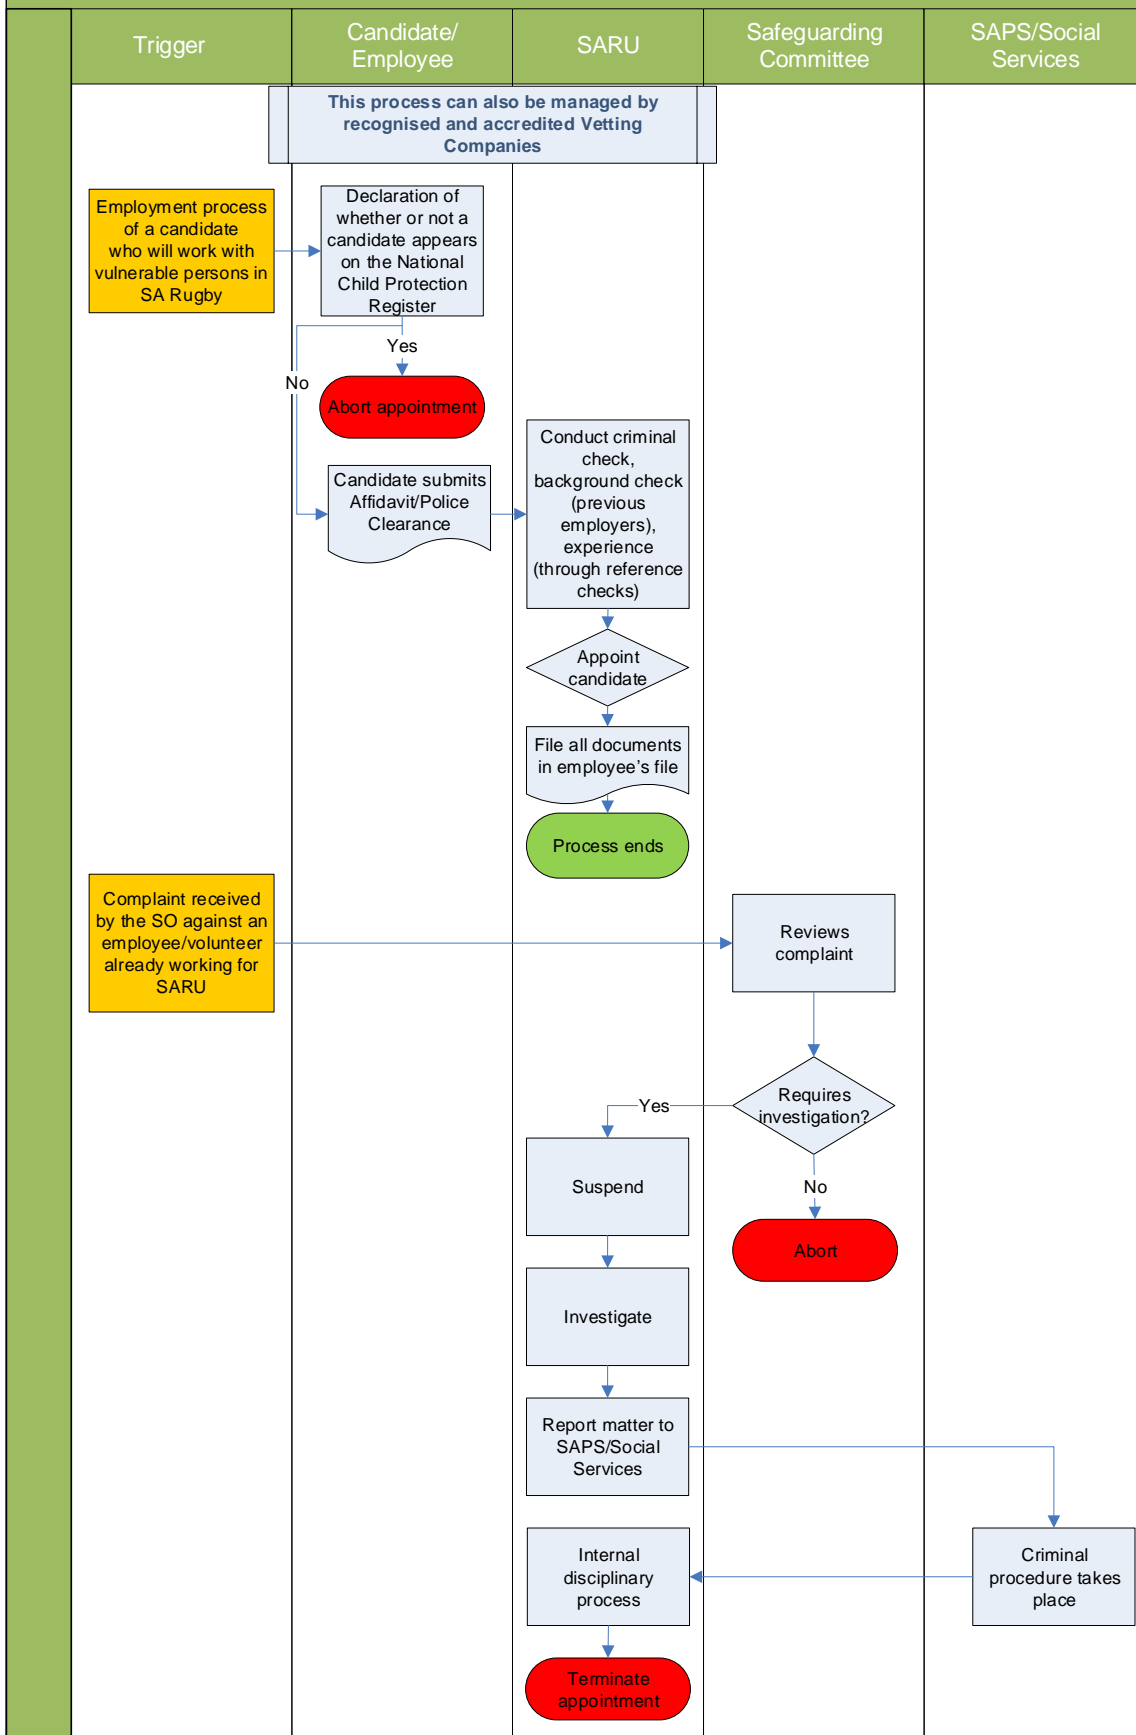 Trigger
Candidate/
Employee
SARU
Safeguarding
Committee
SAPS/Social
Services
This process can also be managed by
recognised and accredited Vetting
Companies
Employment process
of a candidate
who will work with
vulnerable persons in
SA Rugby
Declaration of
whether or not a
candidate appears
on the National
Child Protection
Register
Yes
No
Abort appointment
Candidate submits
Affidavit/Police
Clearance
Conduct criminal
check,
background check
(previous
employers),
experience
(through reference
checks)
Appoint
candidate
File all documents
in employee’s file
Process ends
Complaint received
by the SO against an
employee/volunteer
already working for
SARU
Reviews
complaint
Requires
investigation?
Yes
No
Suspend
Abort
Investigate
Report matter to
SAPS/Social
Services
Criminal
procedure takes
place
Internal
disciplinary
process
Terminate
appointment